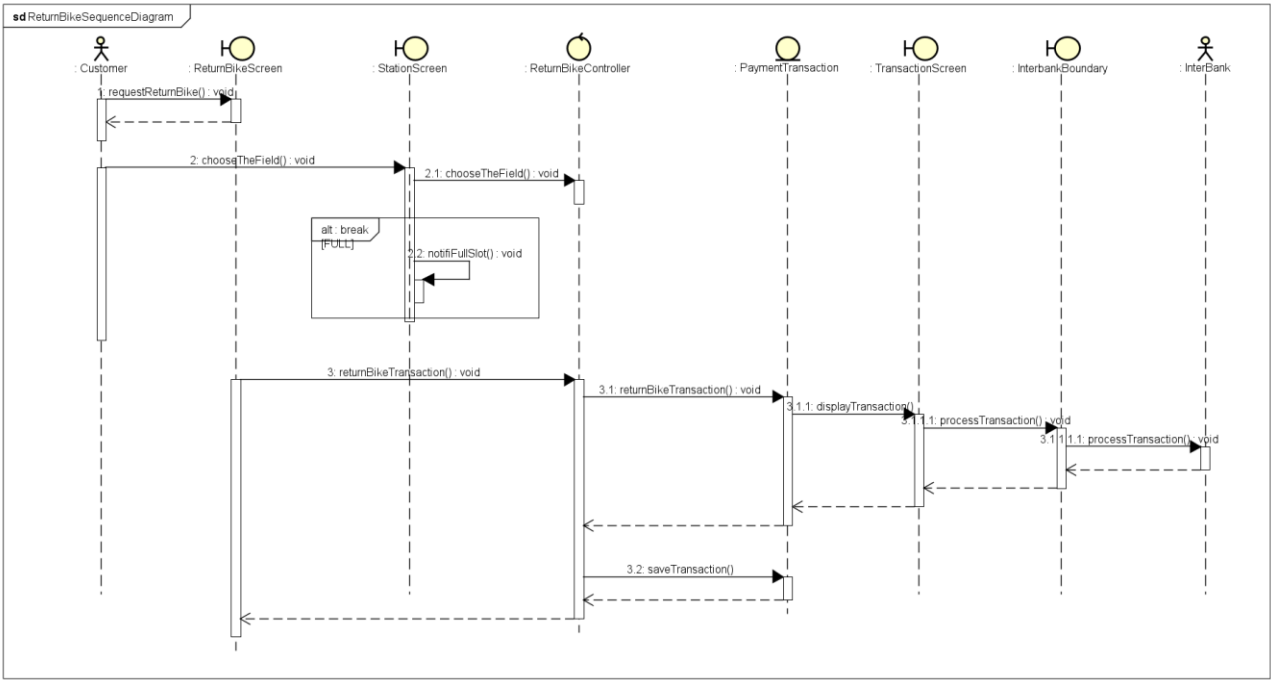 sd ReturnBikeSequenceDiagram
: Customer
: ReturnBikeScreen
: StationScreen
: ReturnBikeController
: PaymentTransaction
: TransactionScreen
: InterbankBoundary
: InterBank
1: requestReturnBike() : void
2: chooseTheField() : void
2.1: chooseTheField() : void
alt : break
[FULL]
2.2: notifiFullSlot() : void
3: returnBikeTransaction() : void
3.1: returnBikeTransaction() : void
3.1.1: displayTransaction()
3.1.1.1: processTransaction() : void
3.1.1.1.1: processTransaction() : void
3.2: saveTransaction()